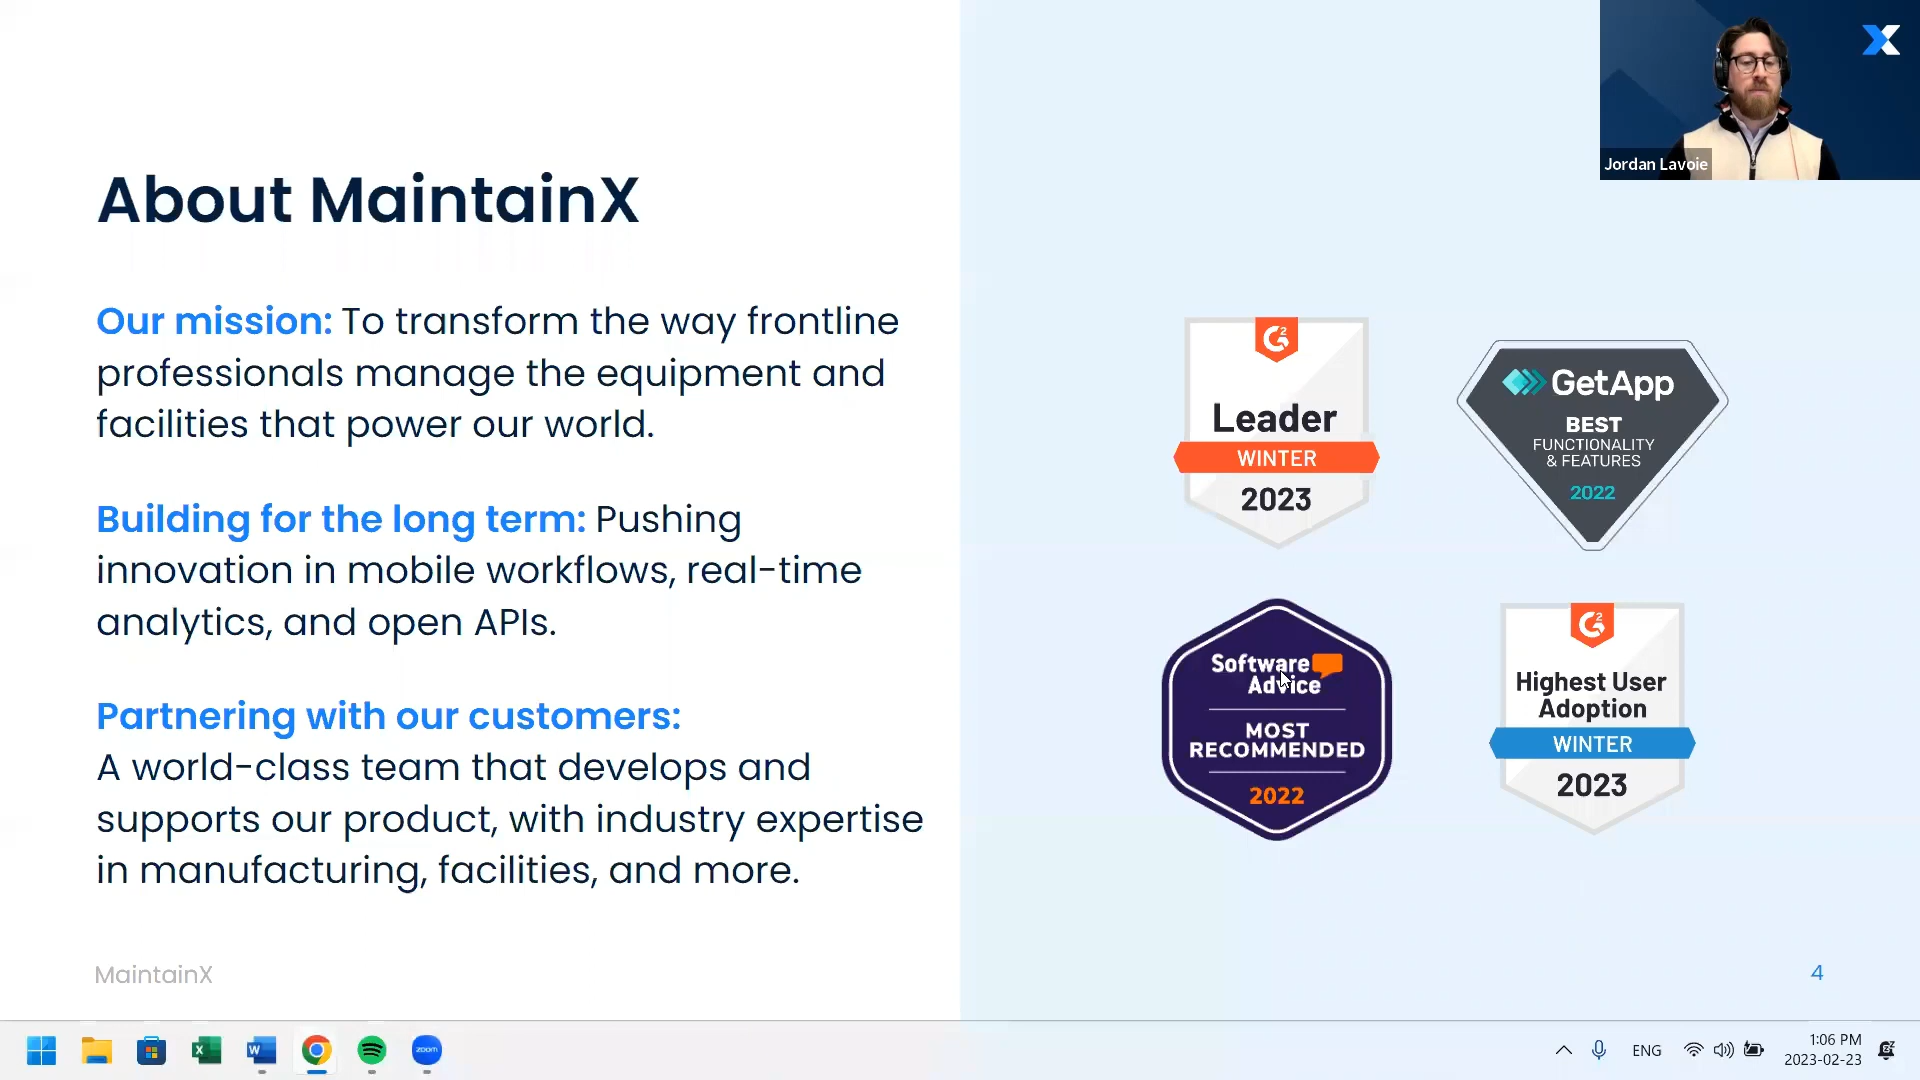 About MaintainX
Our mission: To transform the way frontline
professionals manage the equipment and
facilities that power our world.
Building for the long term: Pushing
innovation in mobile workflows, real-time
analytics, and open APIs.
Partnering with our customers:
A world-class team that develops and
supports our product, with industry expertise
in manufacturing, facilities, and more.
MaintainX
Jordan Lavoie
G2
Leader
WINTER
2023
GetApp
BEST
FUNCTIONALITY
& FEATURES
2022
Software
Advice
MOST
RECOMMENDED
2022
G2
Highest User
Adoption
WINTER
2023
4
zoom
ENG
1:06 PM
2023-02-23